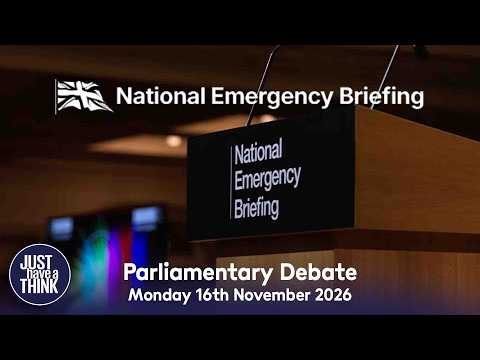 National Emergency Briefing
National
Emergency
Briefing
JUST
have a
THINK
Parliamentary Debate
Monday 16th November 2026